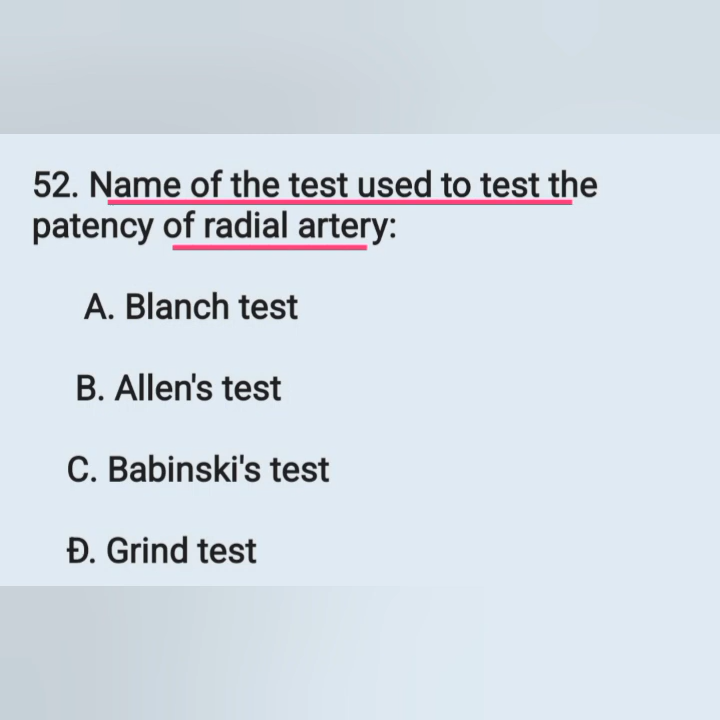 52. Name of the test used to test the
patency of radial artery:
A. Blanch test
B. Allen's test
C. Babinski's test
Đ. Grind test